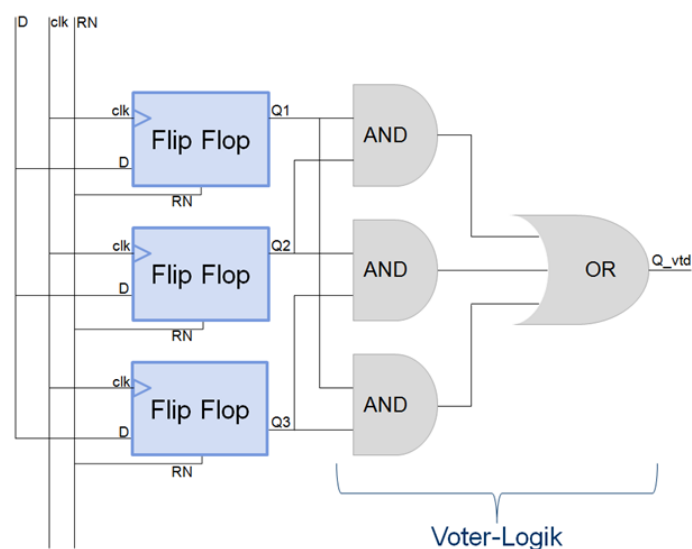 D clk RN
clk
Q1
Flip Flop
D
RN
AND
clk
Q2
Flip Flop
D
RN
AND
OR
Q_vtd
clk
Flip Flop
D
Q3
RN
AND
Voter-Logik